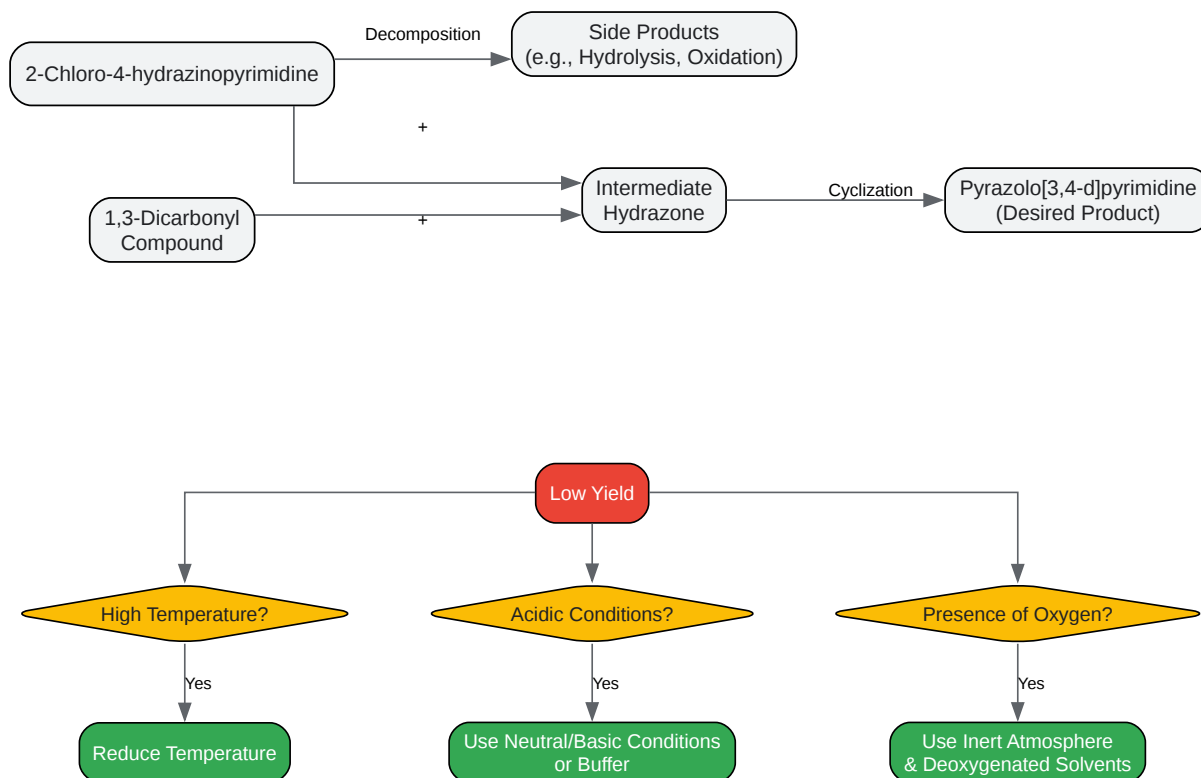 Decomposition
Side Products
(e.g., Hydrolysis, Oxidation)
2-Chloro-4-hydrazinopyrimidine
+
1,3-Dicarbonyl
Compound
+
Intermediate
Hydrazone
Cyclization
Pyrazolo[3,4-d]pyrimidine
(Desired Product)
Low Yield
High Temperature?
Acidic Conditions?
Presence of Oxygen?
Yes
Yes
Yes
Reduce Temperature
Use Neutral/Basic Conditions
or Buffer
Use Inert Atmosphere
& Deoxygenated Solvents